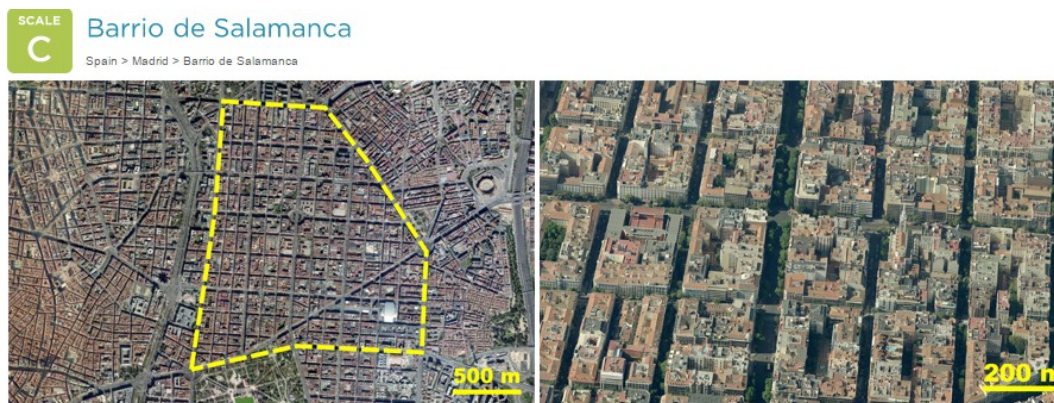 SCALE
C
Barrio de Salamanca
Spain > Madrid > Barrio de Salamanca
500 m
200 m